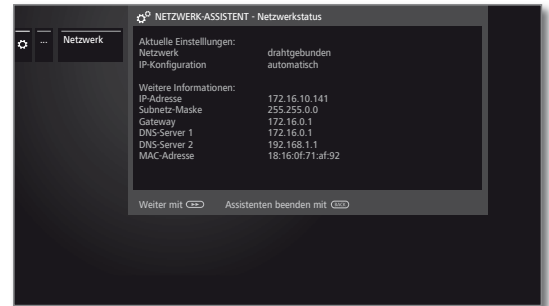 NETZWERK-ASSISTENT - Netzwerkstatus
... Netzwerk
Aktuelle Einstelllungen:
Netzwerk drahtgebunden
IP-Konfiguration automatisch
Weitere Informationen:
IP-Adresse 172.16.10.141
Subnetz-Maske 255.255.0.0
Gateway 172.16.0.1
DNS-Server 1 172.16.0.1
DNS-Server 2 192.168.1.1
MAC-Adresse 18:16:0f:71:af:92
Weiter mit Assistenten beenden mit BACK